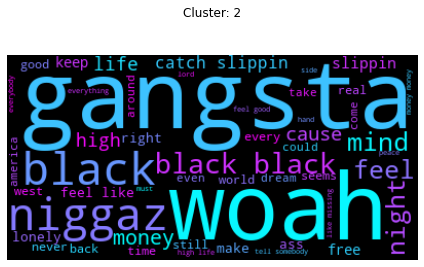 Cluster: 2
good keep life catch slippin slippin
everybody everything around lord take side real money money
gangsta
feel good hand come
high right every cause could mind
america black black black feel
west feel like even world dream seems peace
niggaz woah night
lonely must like missing
never back money still make ass free
time high life tell somebody